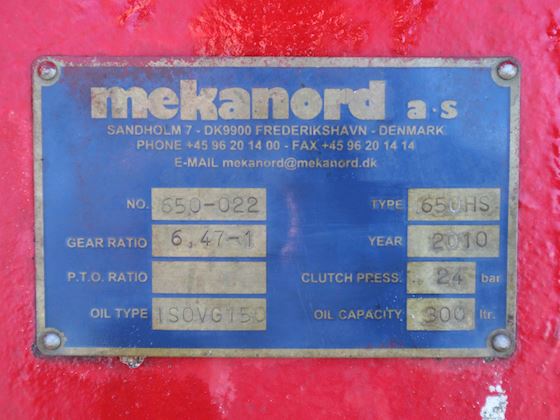 mekanord a·s
SANDHOLM 7 - DK9900 FREDERIKSHAVN - DENMARK
PHONE +45 96 20 14 00 - FAX +45 96 20 14 14
E-MAIL mekanord@mekanord.dk
NO. 650-022 TYPE 650HS
GEAR RATIO 6,47-1 YEAR 2010
P.T.O. RATIO CLUTCH PRESS. 24 bar
OIL TYPE ISOVG150 OIL CAPACITY 300 ltr.